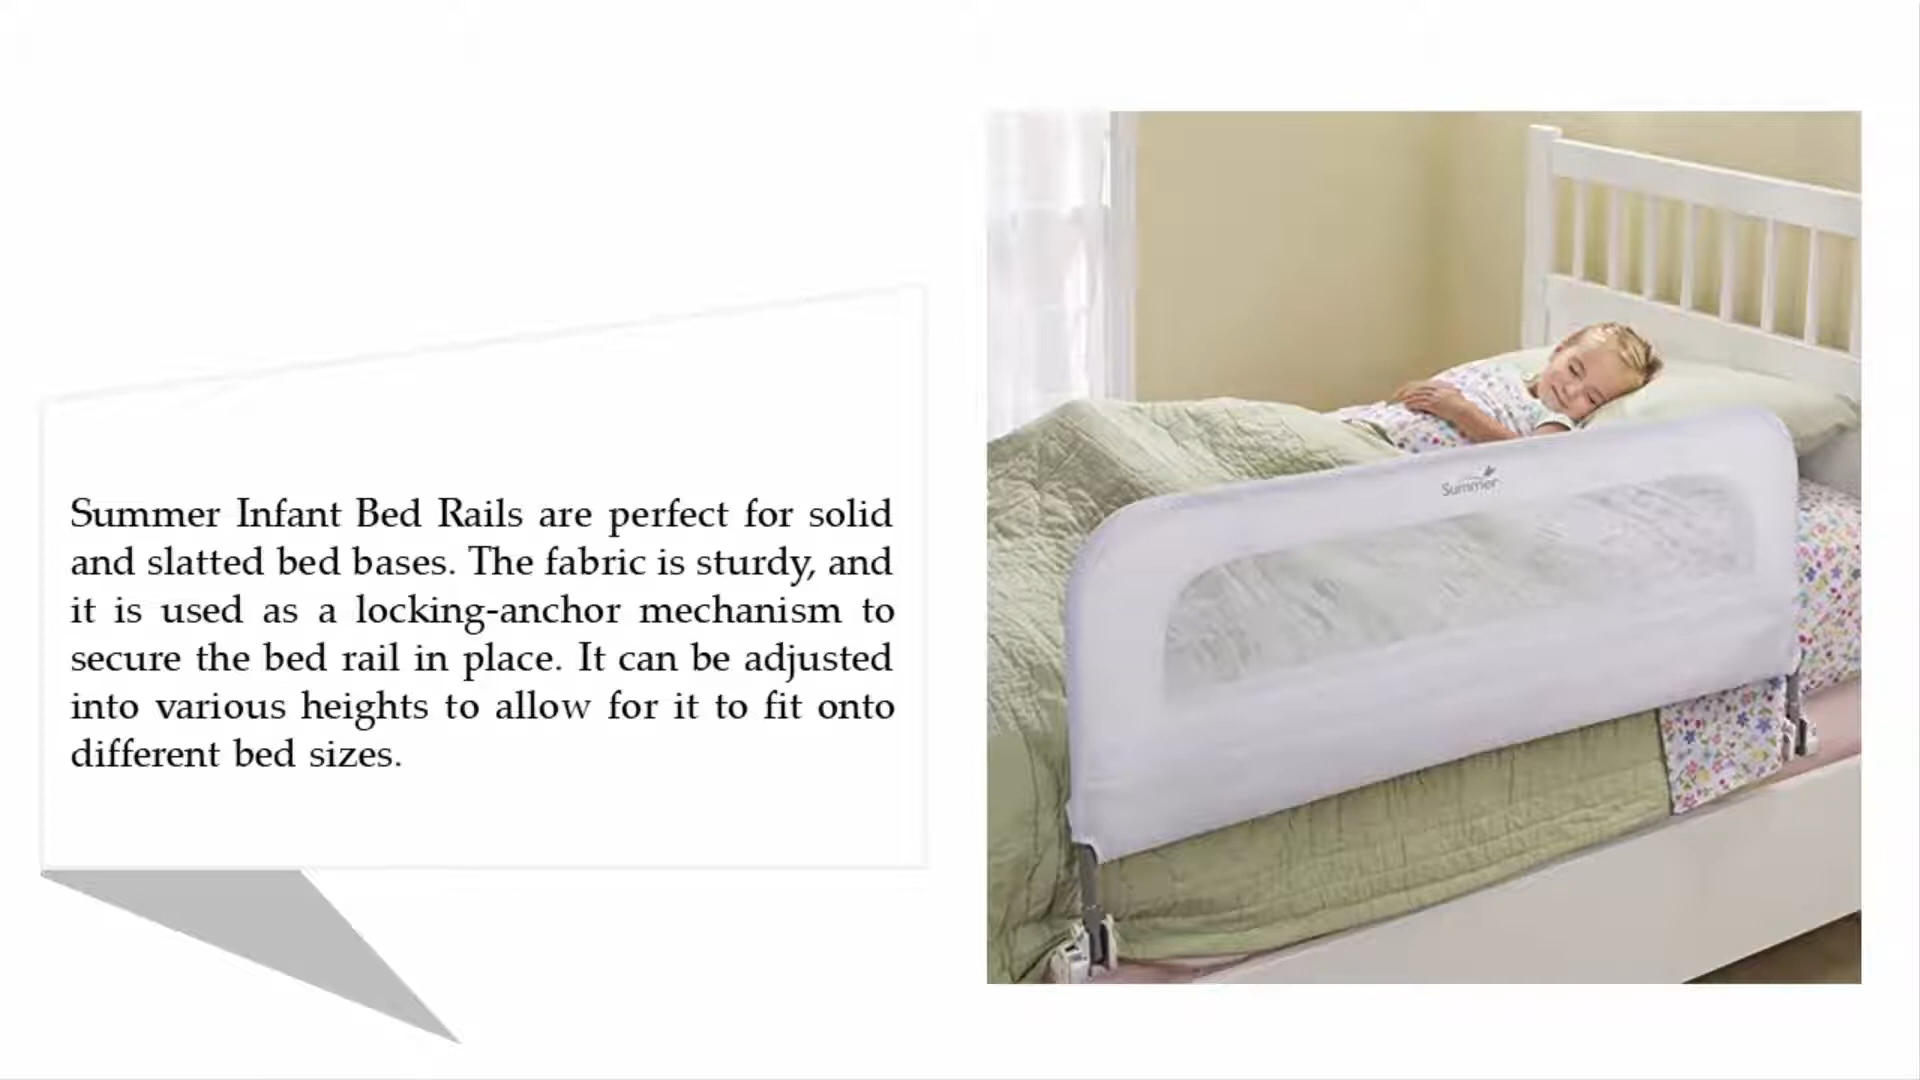 Summer Infant Bed Rails are perfect for solid
and slatted bed bases. The fabric is sturdy, and
it is used as a locking-anchor mechanism to
secure the bed rail in place. It can be adjusted
into various heights to allow for it to fit onto
different bed sizes.
Summer